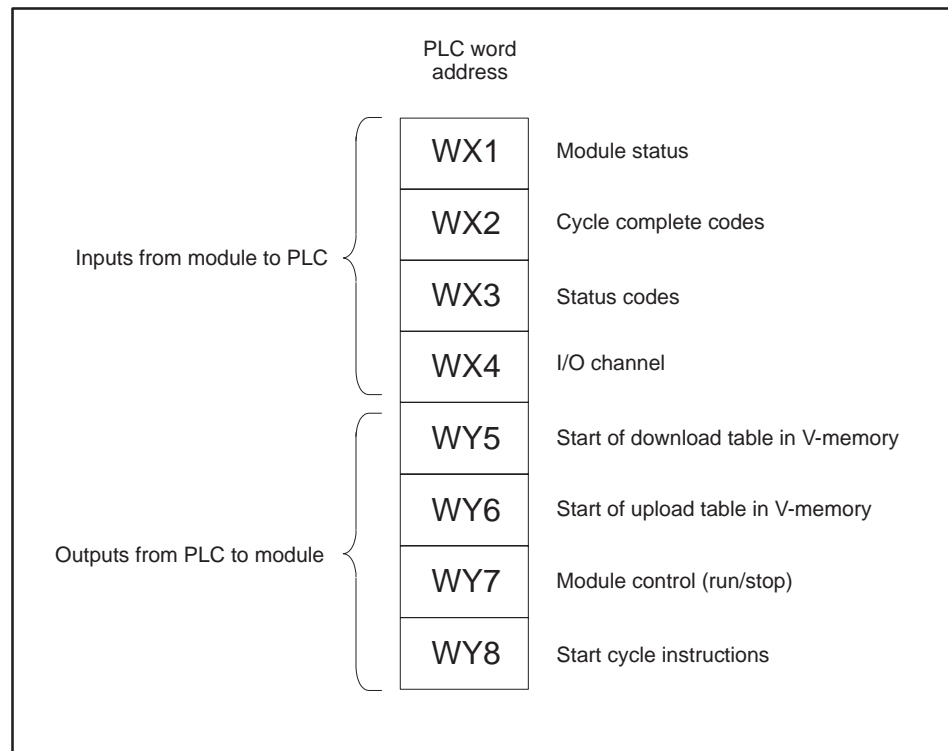 PLC word
address
WX1 Module status
WX2 Cycle complete codes
Inputs from module to PLC
WX3 Status codes
WX4 I/O channel
WY5 Start of download table in V-memory
WY6 Start of upload table in V-memory
Outputs from PLC to module
WY7 Module control (run/stop)
WY8 Start cycle instructions